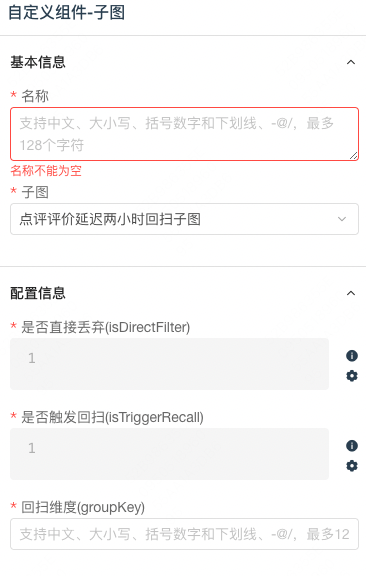 自定义组件-子图
基本信息
* 名称
支持中文、大小写、括号数字和下划线、-@/，最多
128个字符
名称不能为空
* 子图
点评评价延迟两小时回扫子图
配置信息
* 是否直接丢弃(isDirectFilter)
1
* 是否触发回扫(isTriggerRecall)
1
* 回扫维度(groupKey)
支持中文、大小写、括号数字和下划线、-@/，最多12